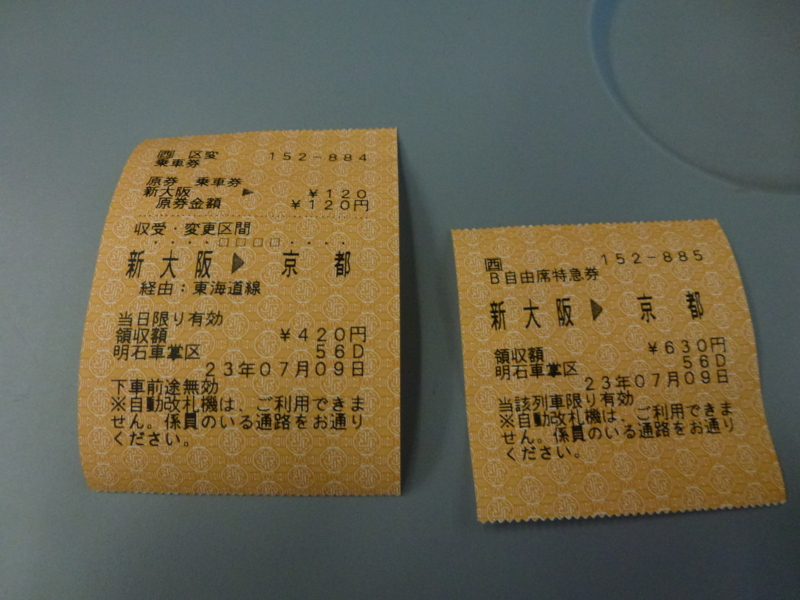 西 区変 152-884
乗車券
原券 乗車券
新大阪 ▶ ¥120
原券金額 ¥120円
収受・変更区間
・・・・□□□□・・・・
新大阪 ▶ 京都
経由：東海道線
当日限り有効
領収額 ¥420円
明石車掌区 56D
23年07月09日
下車前途無効
※自動改札機は、ご利用できま
せん。係員のいる通路をお通り
ください。
西 152-885
B自由席特急券
新大阪 ▶ 京都
領収額 ¥630円
明石車掌区 56D
23年07月09日
当該列車限り有効
※自動改札機は、ご利用できま
せん。係員のいる通路をお通り
ください。